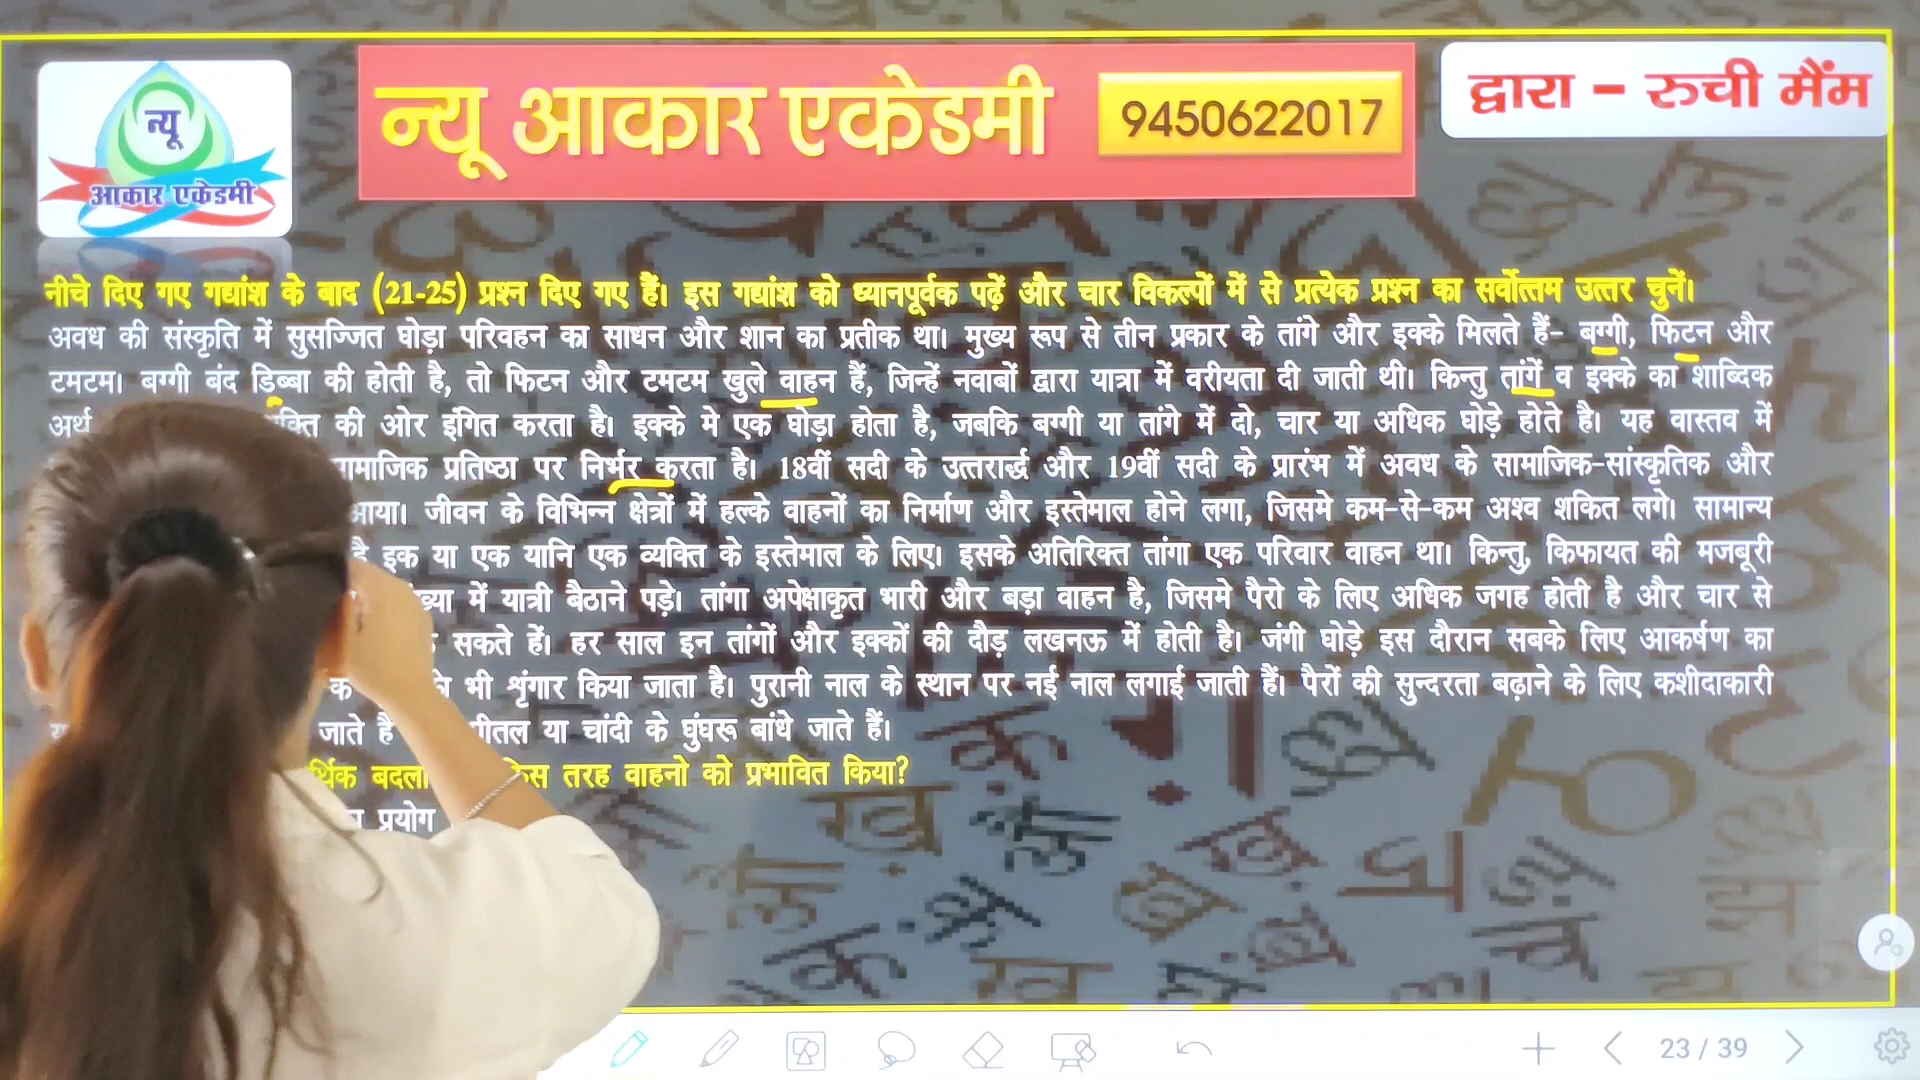 न्यू
आकार एकेडमी
न्यू आकार एकेडमी
9450622017
द्वारा – रुची मैंम
नीचे दिए गए गद्यांश के बाद (21-25) प्रश्न दिए गए हैं। इस गद्यांश को ध्यानपूर्वक पढ़ें और चार विकल्पों में से प्रत्येक प्रश्न का सर्वोत्तम उत्तर चुनें।
अवध की संस्कृति में सुसज्जित घोड़ा परिवहन का साधन और शान का प्रतीक था। मुख्य रूप से तीन प्रकार के तांगे और इक्के मिलते हैं- बग्गी, फिटन और
टमटम। बग्गी बंद डिब्बा की होती है, तो फिटन और टमटम खुले वाहन हैं, जिन्हें नवाबों द्वारा यात्रा में वरीयता दी जाती थी। किन्तु तांगें व इक्के का शाब्दिक
अर्थ की ओर इंगित करता है। इक्के मे एक घोड़ा होता है, जबकि बग्गी या तांगे में दो, चार या अधिक घोड़े होते है। यह वास्तव में
प्रतिष्ठा पर निर्भर करता है। 18वीं सदी के उत्तरार्द्ध और 19वीं सदी के प्रारंभ में अवध के सामाजिक-सांस्कृतिक और
आया। जीवन के विभिन्न क्षेत्रों में हल्के वाहनों का निर्माण और इस्तेमाल होने लगा, जिसमे कम-से-कम अश्व शकित लगे। सामान्य
है इक या एक यानि एक व्यक्ति के इस्तेमाल के लिए। इसके अतिरिक्त तांगा एक परिवार वाहन था। किन्तु, किफायत की मजबूरी
में यात्री बैठाने पड़े। तांगा अपेक्षाकृत भारी और बड़ा वाहन है, जिसमे पैरो के लिए अधिक जगह होती है और चार से
सकते हें। हर साल इन तांगों और इक्कों की दौड़ लखनऊ में होती है। जंगी घोड़े इस दौरान सबके लिए आकर्षण का
भी शृंगार किया जाता है। पुरानी नाल के स्थान पर नई नाल लगाई जाती हैं। पैरों की सुन्दरता बढ़ाने के लिए कशीदाकारी
जाते हैं या चांदी के घुंघरू बांधे जाते हैं।
तरह वाहनो को प्रभावित किया?
प्रयोग
23 / 39